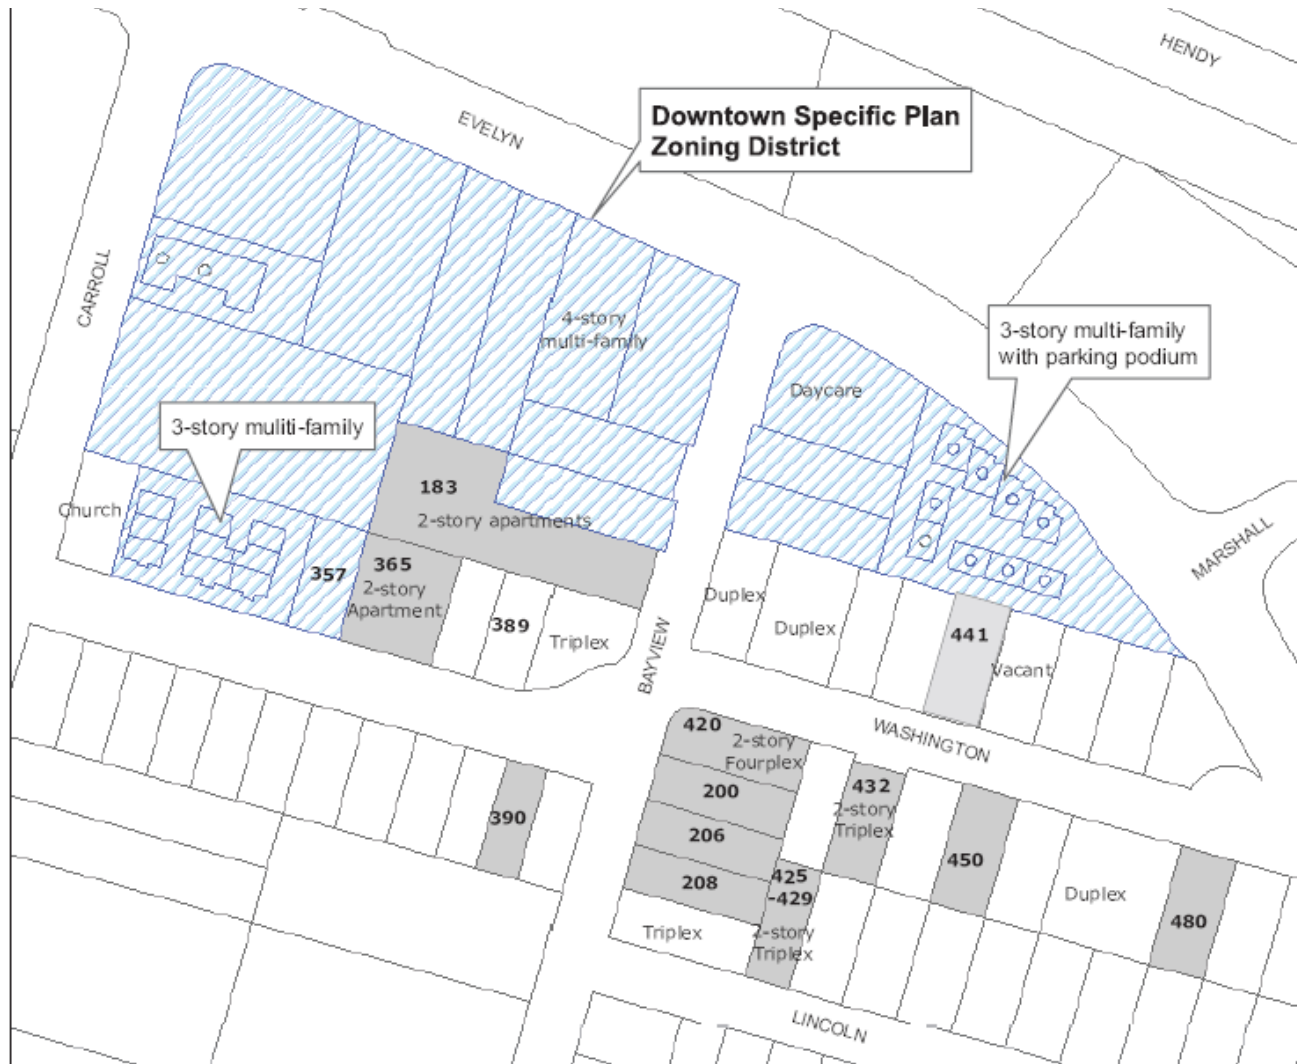 HENDY
EVELYN
Downtown Specific Plan
Zoning District
CARROLL
4-story
multi-family
3-story multi-family
with parking podium
Daycare
3-story muliti-family
183
2-story apartments
Church
MARSHALL
357
365
2-story
Apartment
389
Triplex
BAYVIEW
Duplex
Duplex
441
Vacant
WASHINGTON
420
2-story
Fourplex
200
206
208
432
2-story
Triplex
390
425
-429
2-story
Triplex
450
Duplex
480
Triplex
LINCOLN